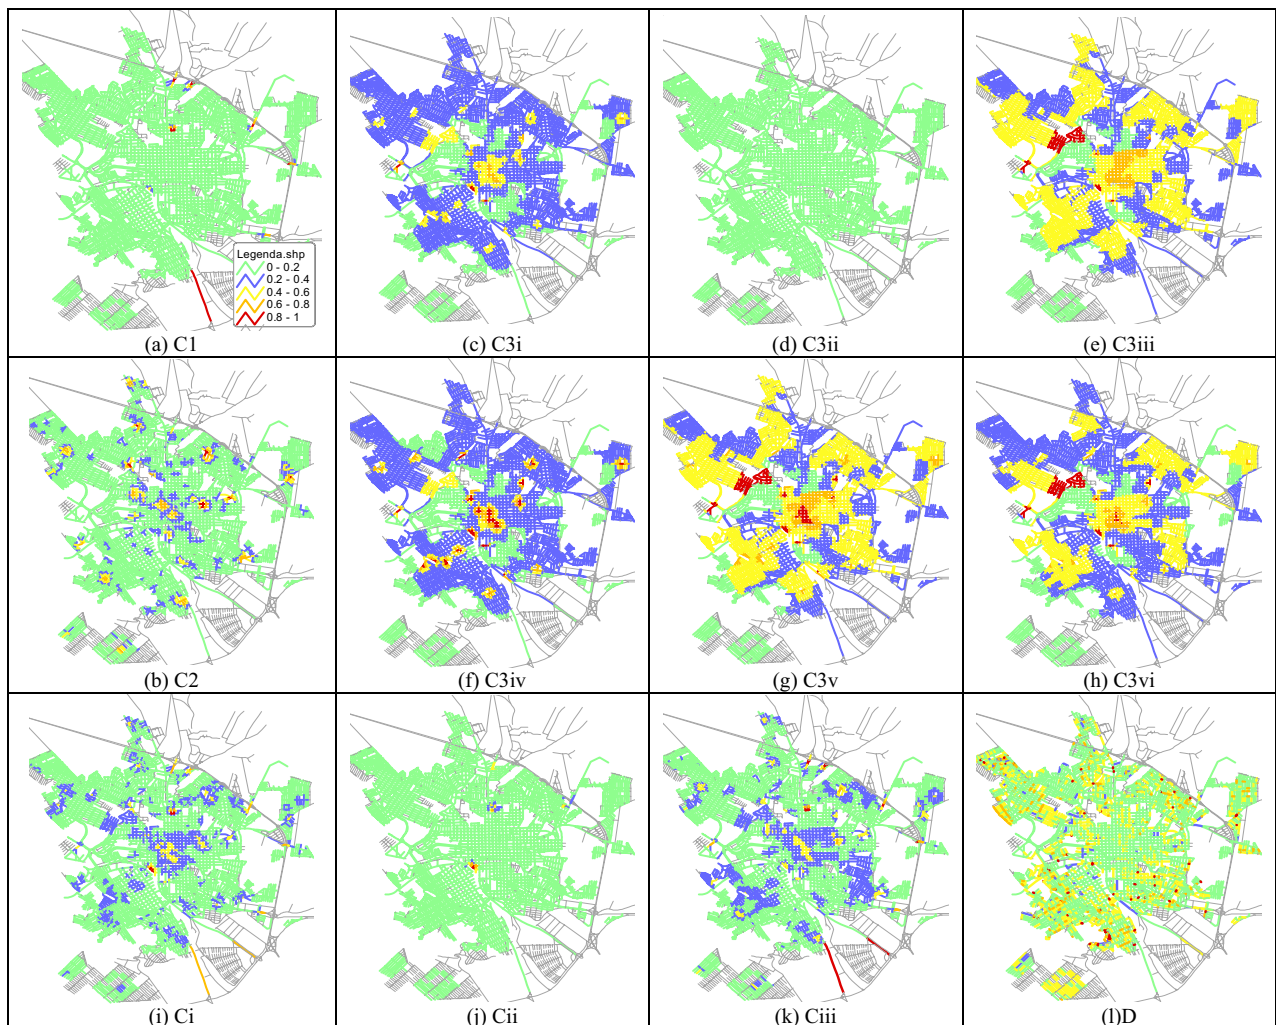 Legenda.shp
0 - 0.2
0.2 - 0.4
0.4 - 0.6
0.6 - 0.8
0.8 - 1
(a) C1
(c) C3i
(d) C3ii
(e) C3iii
(b) C2
(f) C3iv
(g) C3v
(h) C3vi
(i) Ci
(j) Cii
(k) Ciii
(l)D